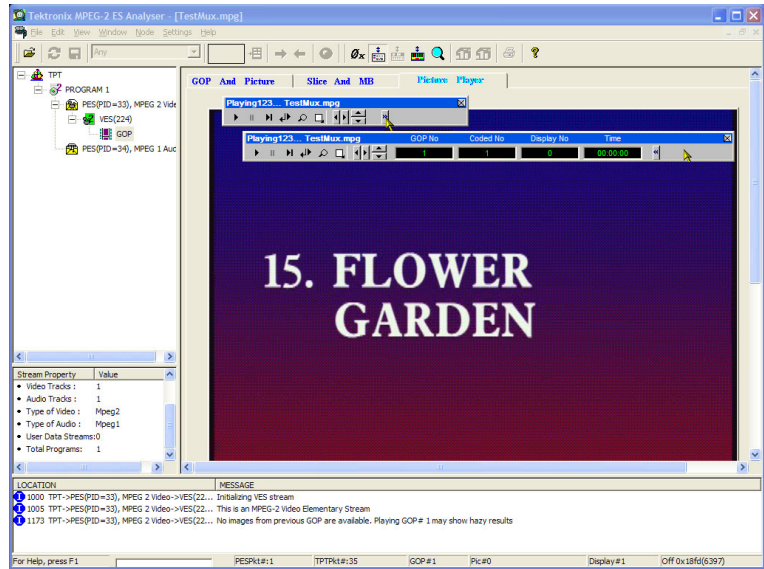 Tektronix MPEG-2 ES Analyser - [TestMux.mpg]
File Edit View Window Node Settings Help
Any
TPT
PROGRAM 1
PES(PID=33), MPEG 2 Vide
VES(224)
GOP
PES(PID=34), MPEG 1 Auc
GOP And Picture Slice And MB Picture Player
Playing123... TestMux.mpg
Playing123... TestMux.mpg GOP No Coded No Display No Time
1 1 0 00:00:00
15. FLOWER
GARDEN
Stream Property Value
Video Tracks : 1
Audio Tracks : 1
Type of Video : Mpeg2
Type of Audio : Mpeg1
User Data Streams:0
Total Programs: 1
LOCATION MESSAGE
1000 TPT->PES(PID=33), MPEG 2 Video->VES(22... Initializing VES stream
1005 TPT->PES(PID=33), MPEG 2 Video->VES(22... This is an MPEG-2 Video Elementary Stream
1173 TPT->PES(PID=33), MPEG 2 Video->VES(22... No images from previous GOP are available. Playing GOP# 1 may show hazy results
For Help, press F1 PESPkt#:1 TPTPkt#:35 GOP#1 Pic#0 Display#1 Off 0x18fd(6397)